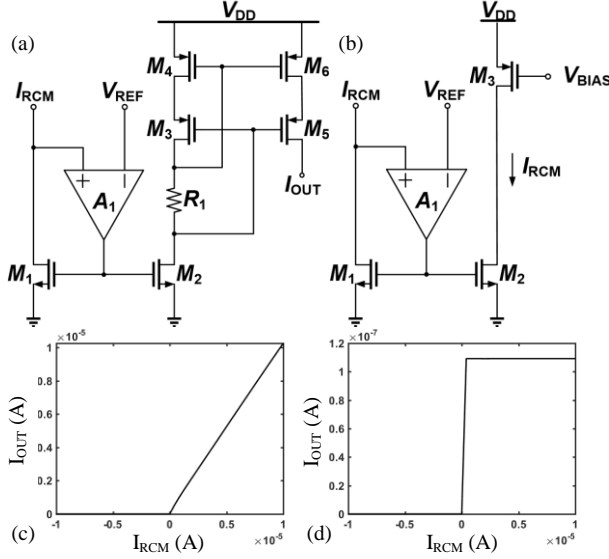 (a)
V_DD
(b)
V_DD
M_4
M_6
M_3
V_BIAS
I_RCM
V_REF
I_RCM
V_REF
M_3
M_5
I_RCM
+ − A_1
R_1
I_OUT
+ − A_1
M_1
M_2
M_1
M_2
×10^-5
1
0.8
0.6
0.4
0.2
0
-1 -0.5 0 0.5 1
×10^-5
I_OUT (A)
I_RCM (A)
(c)
×10^-7
1.2
1
0.8
0.6
0.4
0.2
0
-1 -0.5 0 0.5 1
×10^-5
I_OUT (A)
I_RCM (A)
(d)